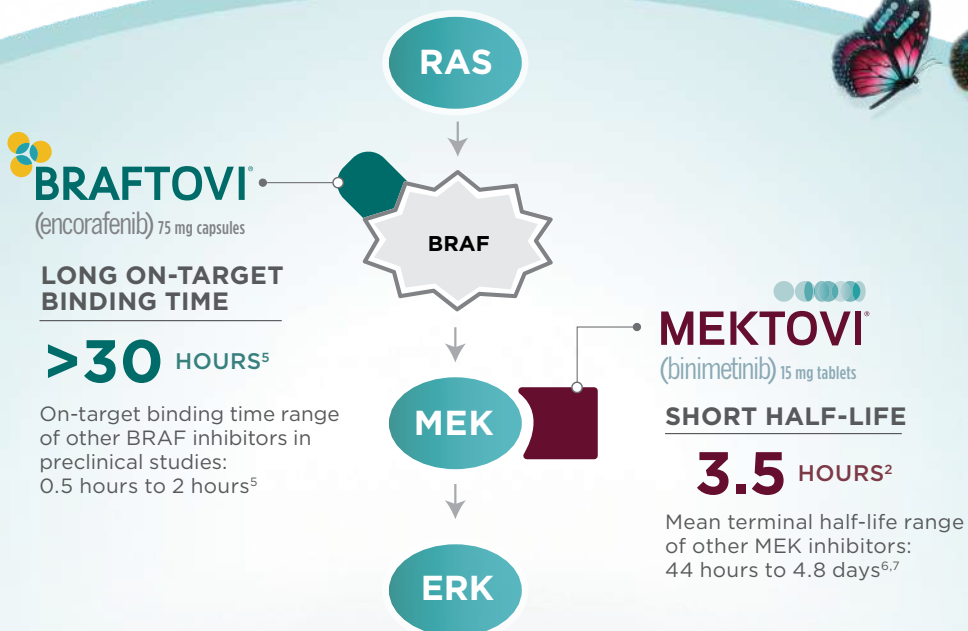 RAS
BRAFTOVI®
(encorafenib) 75 mg capsules
LONG ON-TARGET
BINDING TIME
>30 HOURS⁵
On-target binding time range
of other BRAF inhibitors in
preclinical studies:
0.5 hours to 2 hours⁵
BRAF
MEK
MEKTOVI®
(binimetinib) 15 mg tablets
SHORT HALF-LIFE
3.5 HOURS²
Mean terminal half-life range
of other MEK inhibitors:
44 hours to 4.8 days⁶,⁷
ERK